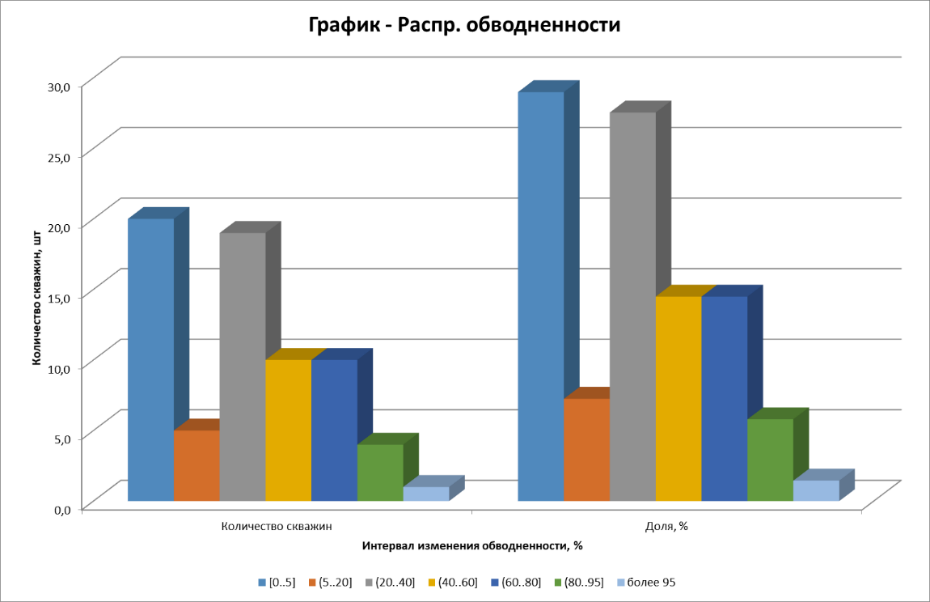 График - Распр. обводненности
Количество скважин, шт
30,0
25,0
20,0
15,0
10,0
5,0
0,0
Количество скважин
Доля, %
Интервал изменения обводненности, %
[0..5] (5..20] (20..40] (40..60] (60..80] (80..95] более 95